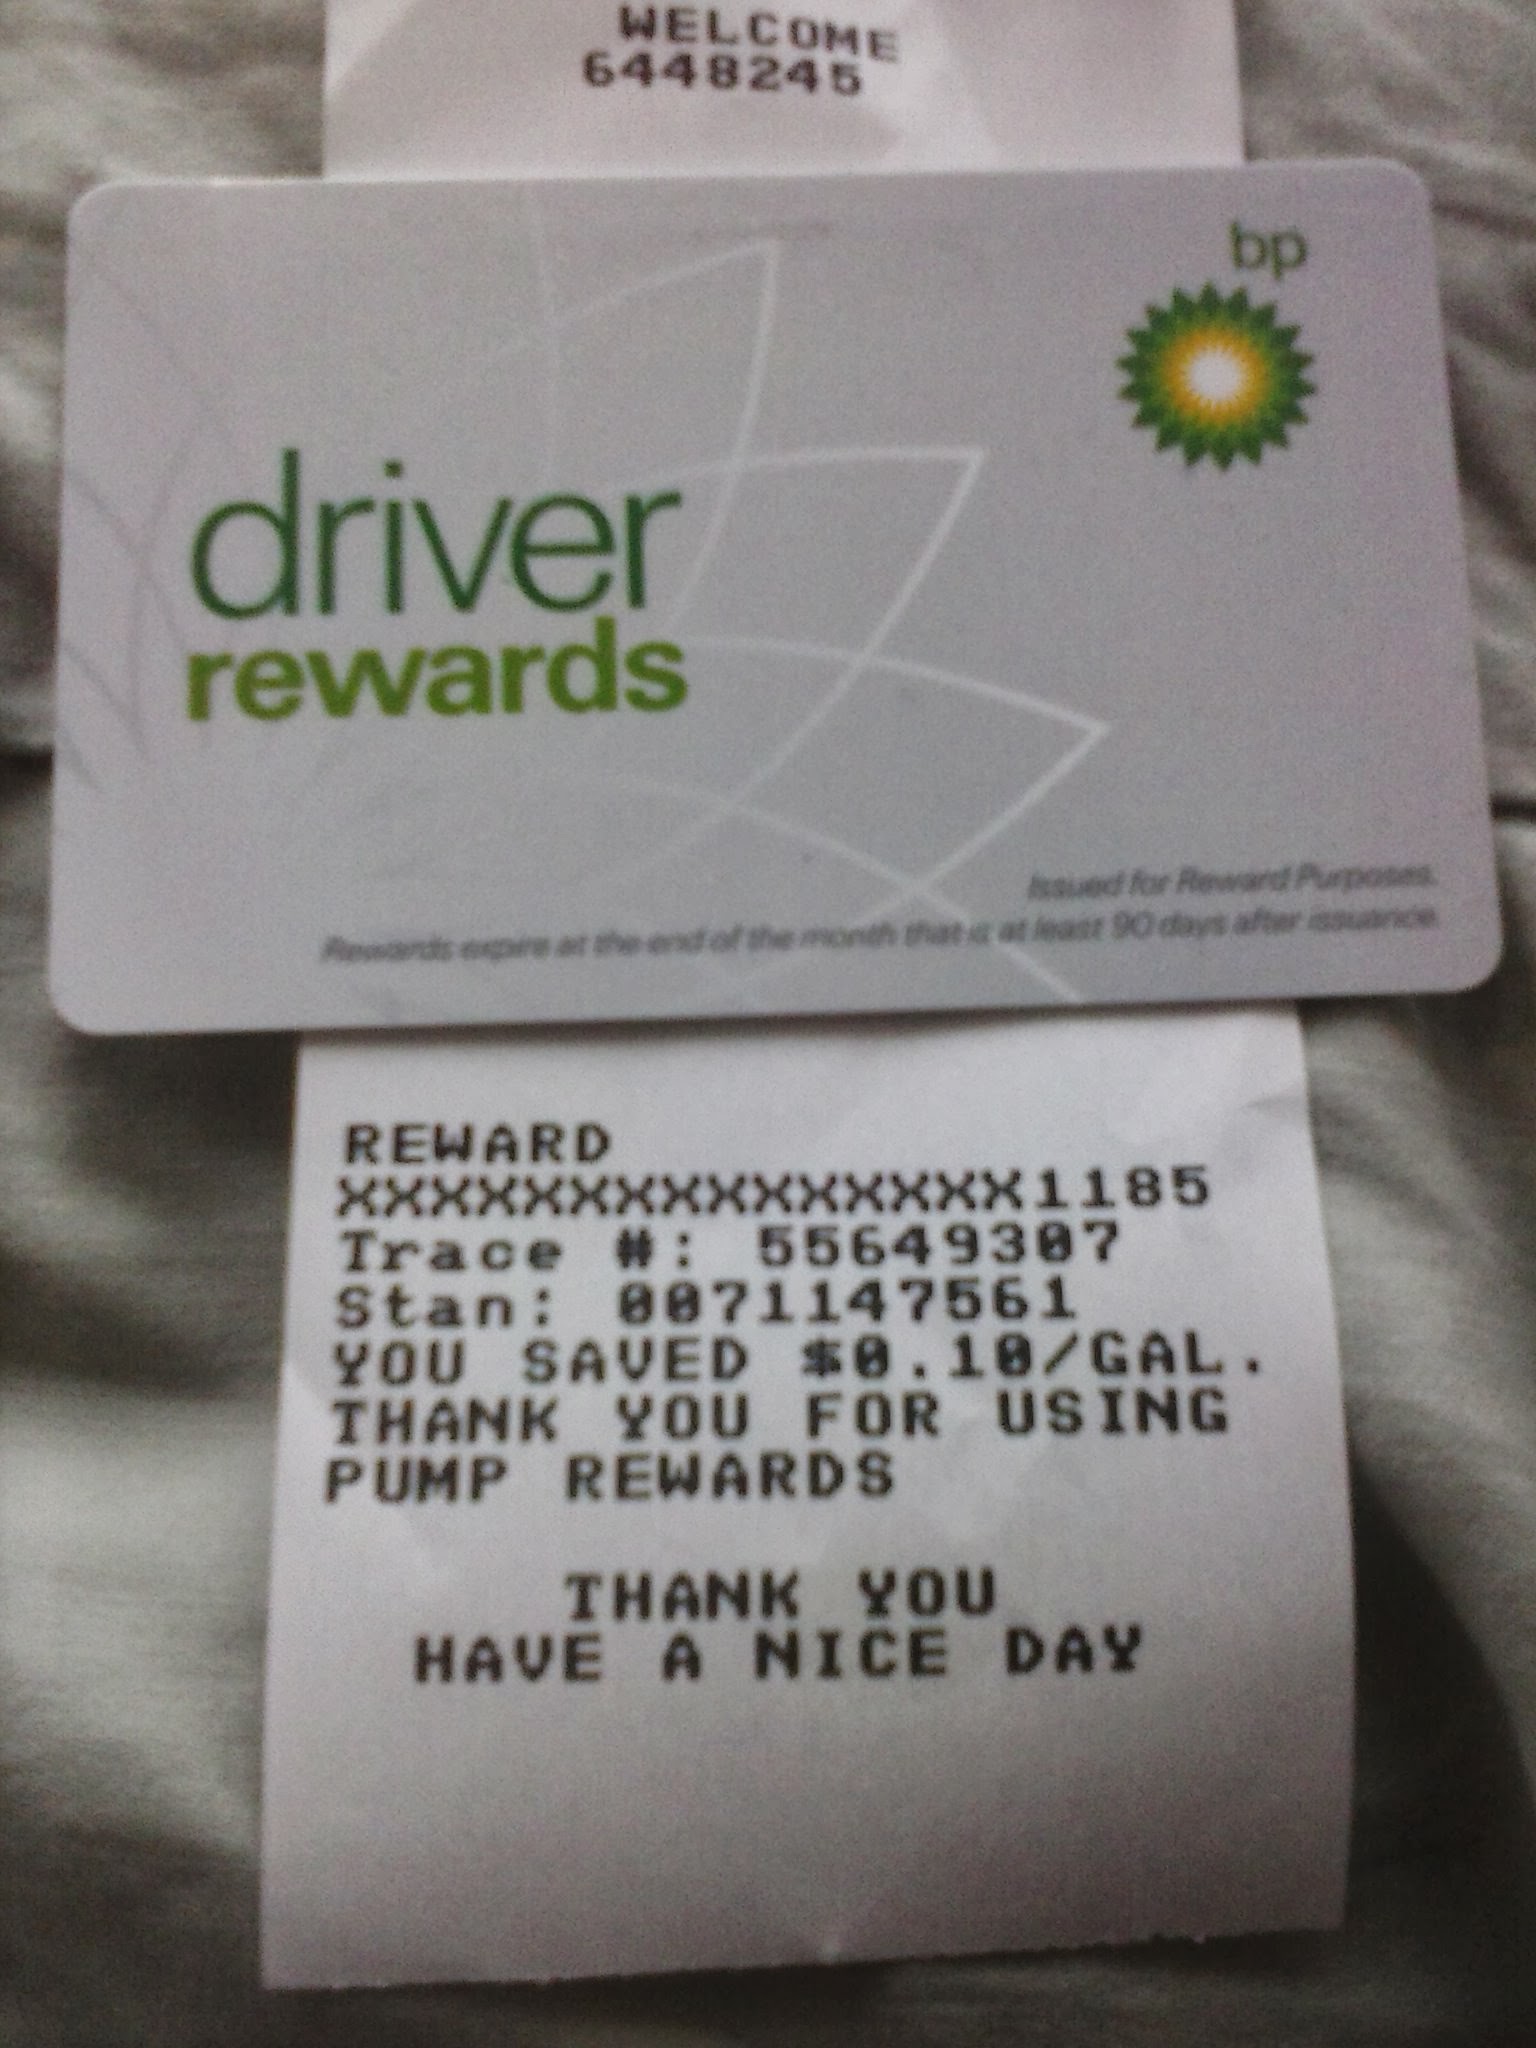 WELCOME
6448245
bp
driver
rewards
Issued for Reward Purposes.
Rewards expire at the end of the month that is at least 90 days after issuance.
REWARD
XXXXXXXXXXXXXXX1185
Trace #: 55649307
Stan: 0071147561
YOU SAVED $0.10/GAL.
THANK YOU FOR USING
PUMP REWARDS
THANK YOU
HAVE A NICE DAY